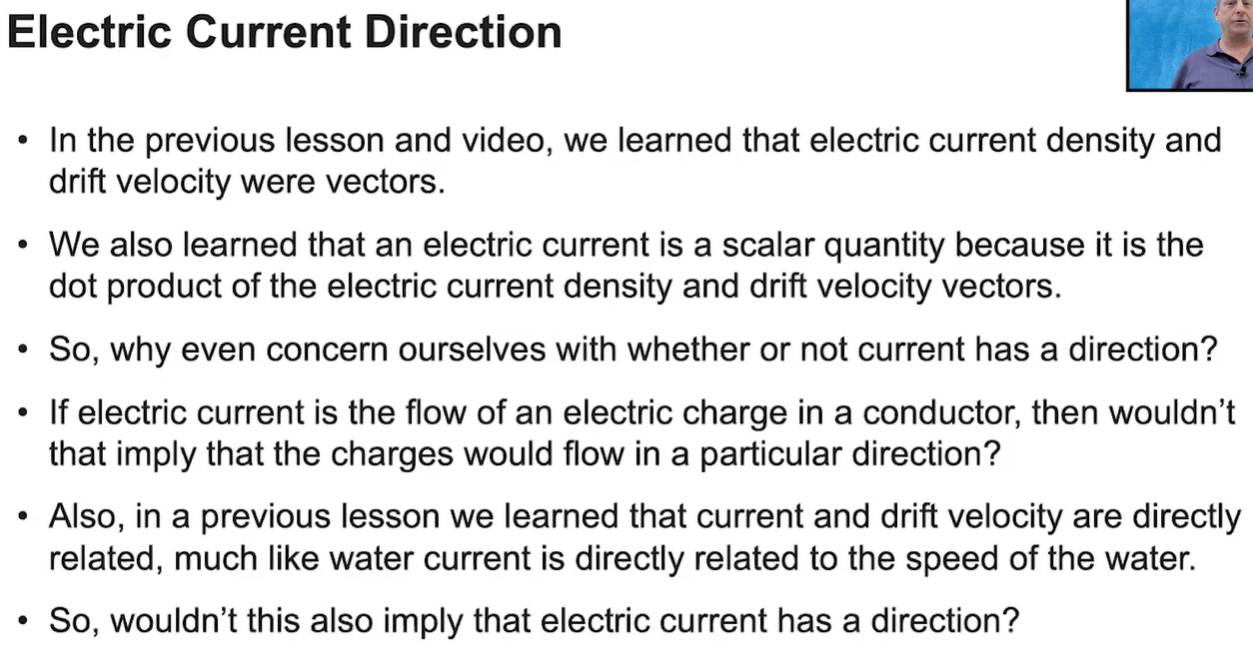 Electric Current Direction
• In the previous lesson and video, we learned that electric current density and
drift velocity were vectors.
• We also learned that an electric current is a scalar quantity because it is the
dot product of the electric current density and drift velocity vectors.
• So, why even concern ourselves with whether or not current has a direction?
• If electric current is the flow of an electric charge in a conductor, then wouldn’t
that imply that the charges would flow in a particular direction?
• Also, in a previous lesson we learned that current and drift velocity are directly
related, much like water current is directly related to the speed of the water.
• So, wouldn’t this also imply that electric current has a direction?